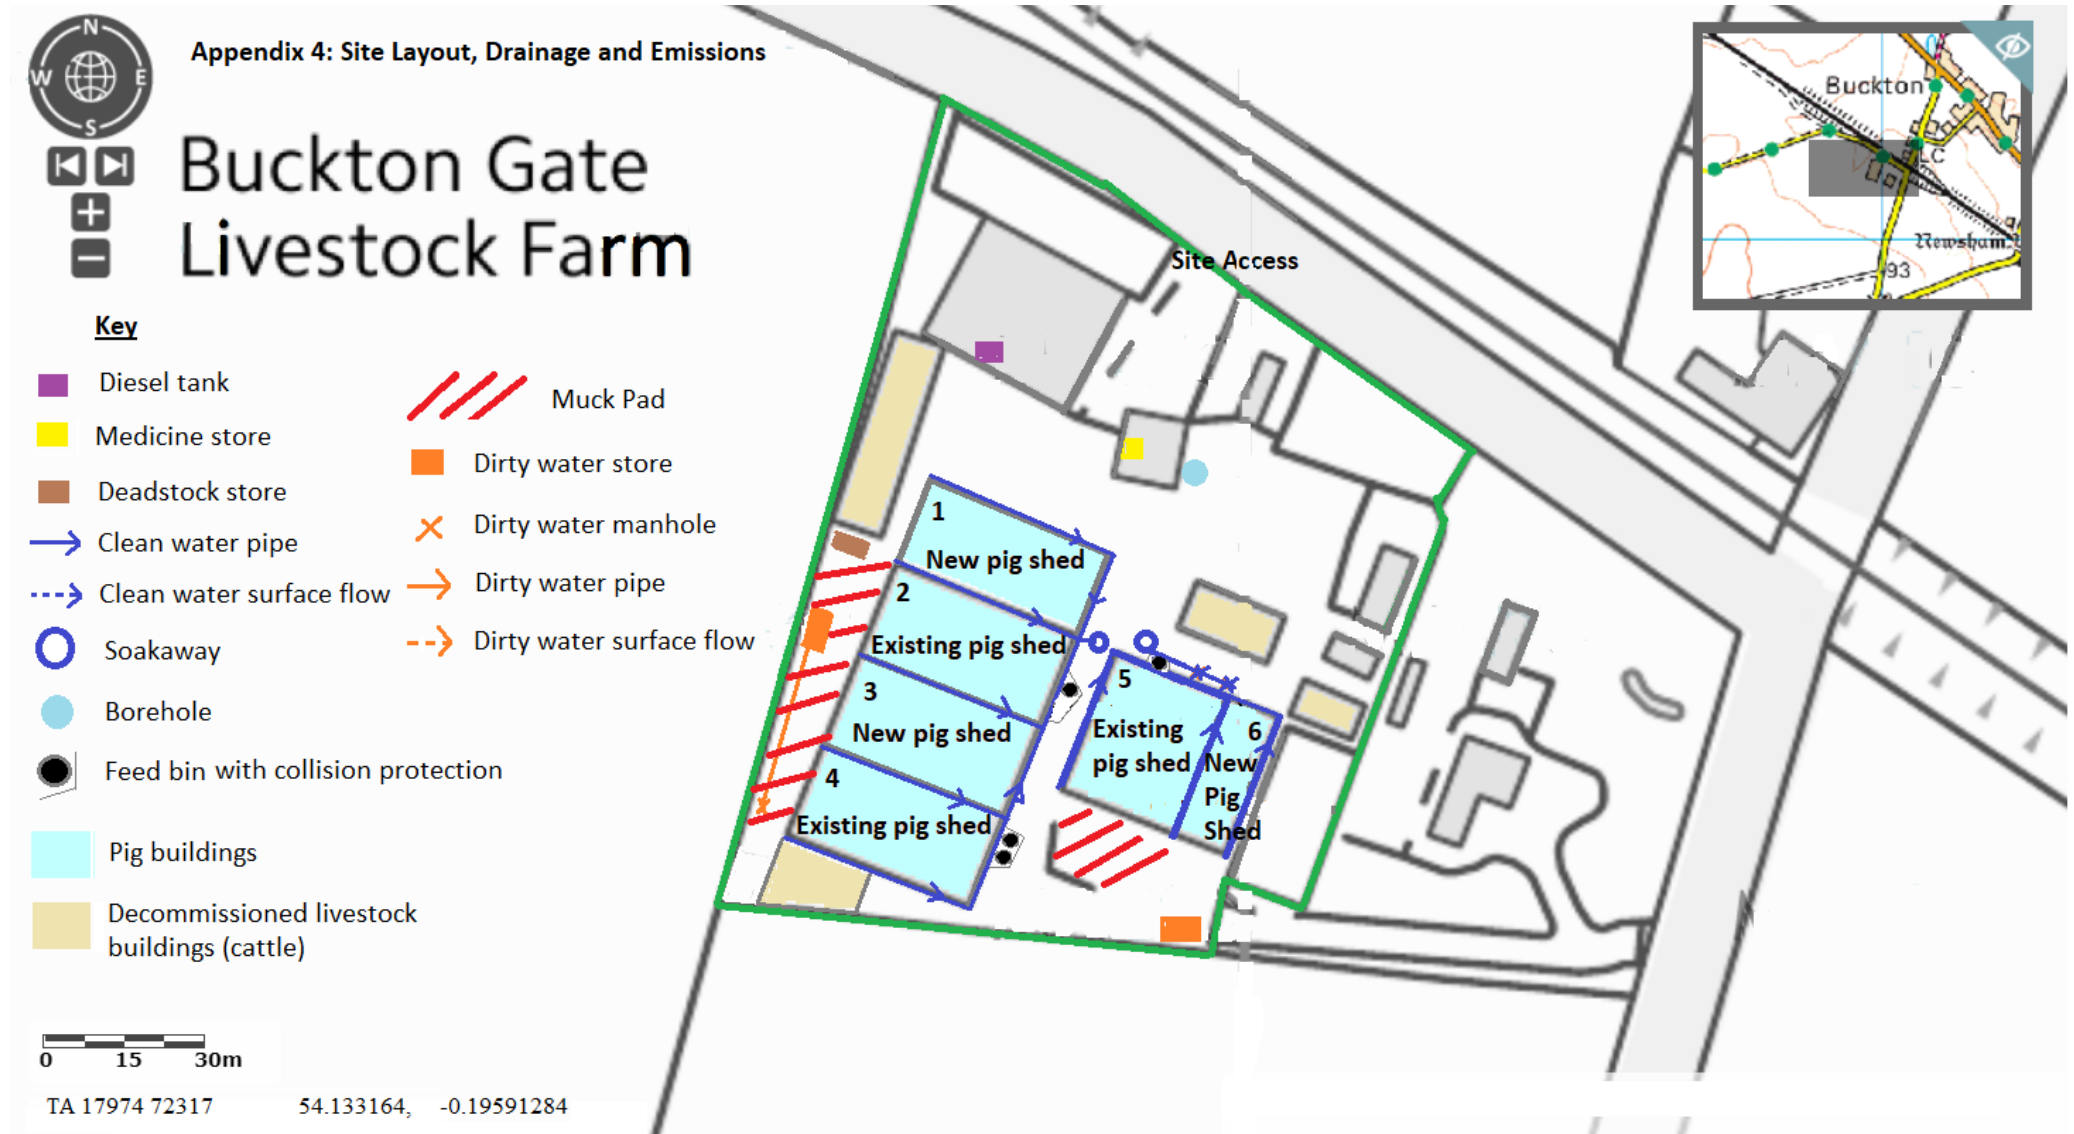 N
W
E
S
Appendix 4: Site Layout, Drainage and Emissions
Buckton Gate
Livestock Farm
Key
Diesel tank
Medicine store
Deadstock store
Clean water pipe
Clean water surface flow
Soakaway
Borehole
Feed bin with collision protection
Pig buildings
Decommissioned livestock
buildings (cattle)
Muck Pad
Dirty water store
Dirty water manhole
Dirty water pipe
Dirty water surface flow
0 15 30m
TA 17974 72317 54.133164, -0.19591284
Site Access
1
New pig shed
2
Existing pig shed
3
New pig shed
4
Existing pig shed
5
Existing
pig shed
6
New
Pig
Shed
Buckton
LC
Newsham
93